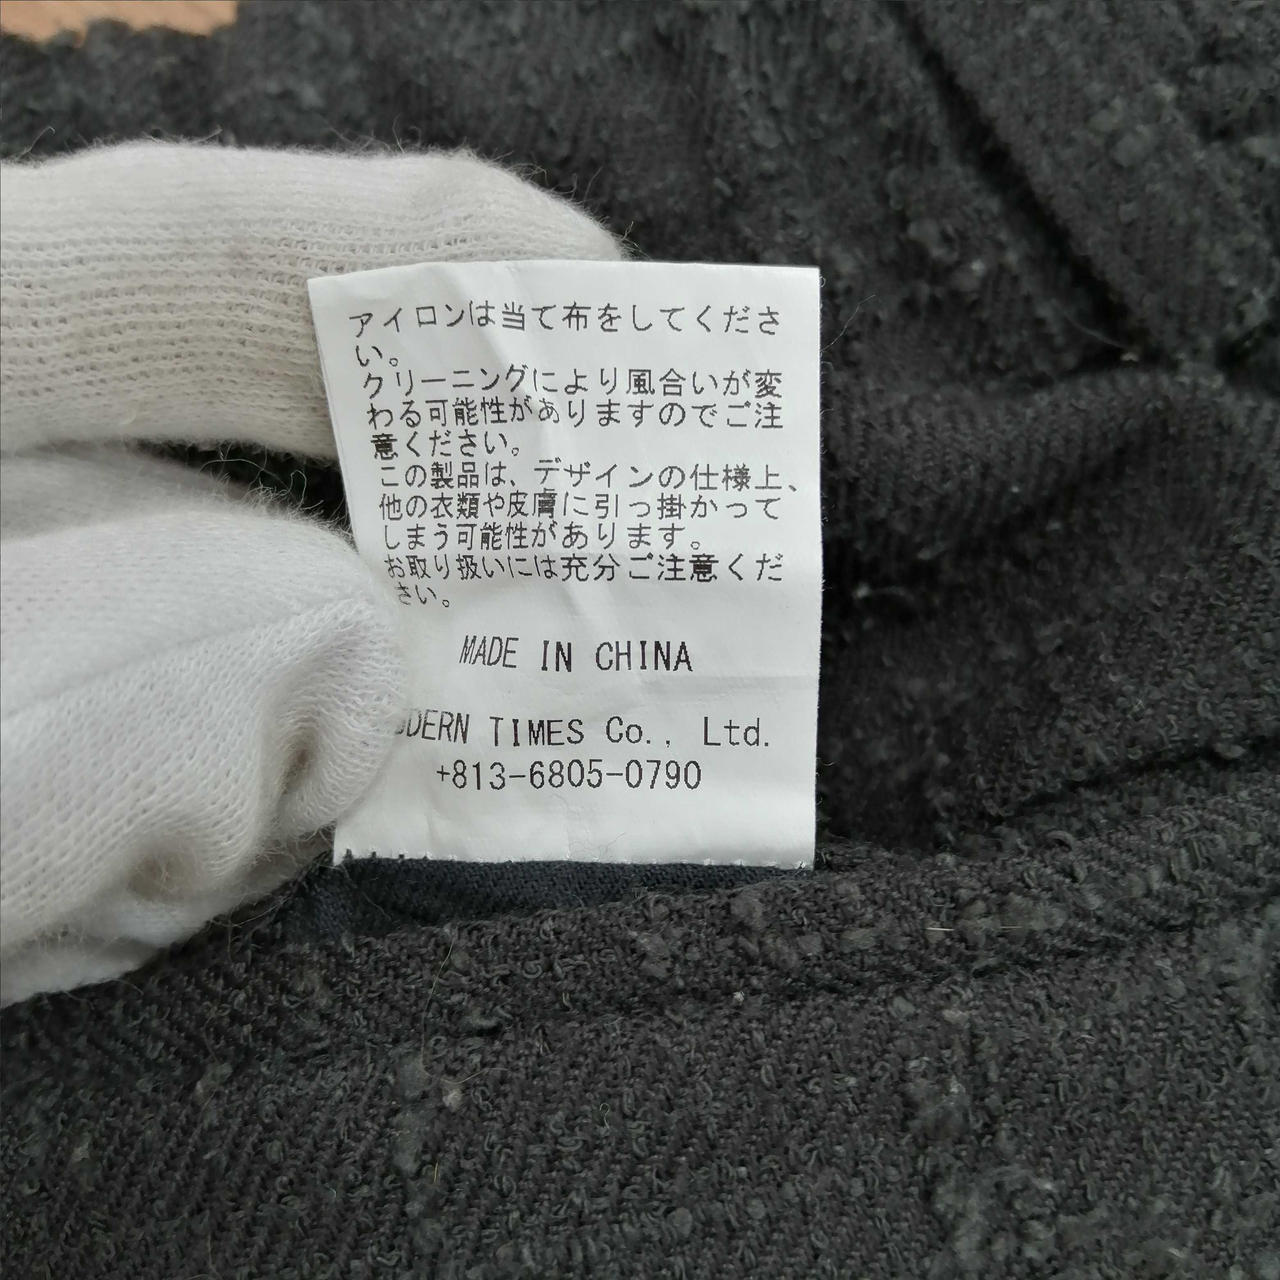 アイロンは当て布をしてくださ
い。
クリーニングにより風合いが変
わる可能性がありますのでご注
意ください。
この製品は、デザインの仕様上、
他の衣類や皮膚に引っ掛かって
しまう可能性があります。
お取り扱いには充分ご注意くだ
さい。
MADE IN CHINA
TIMES Co., Ltd.
+813-6805-0790